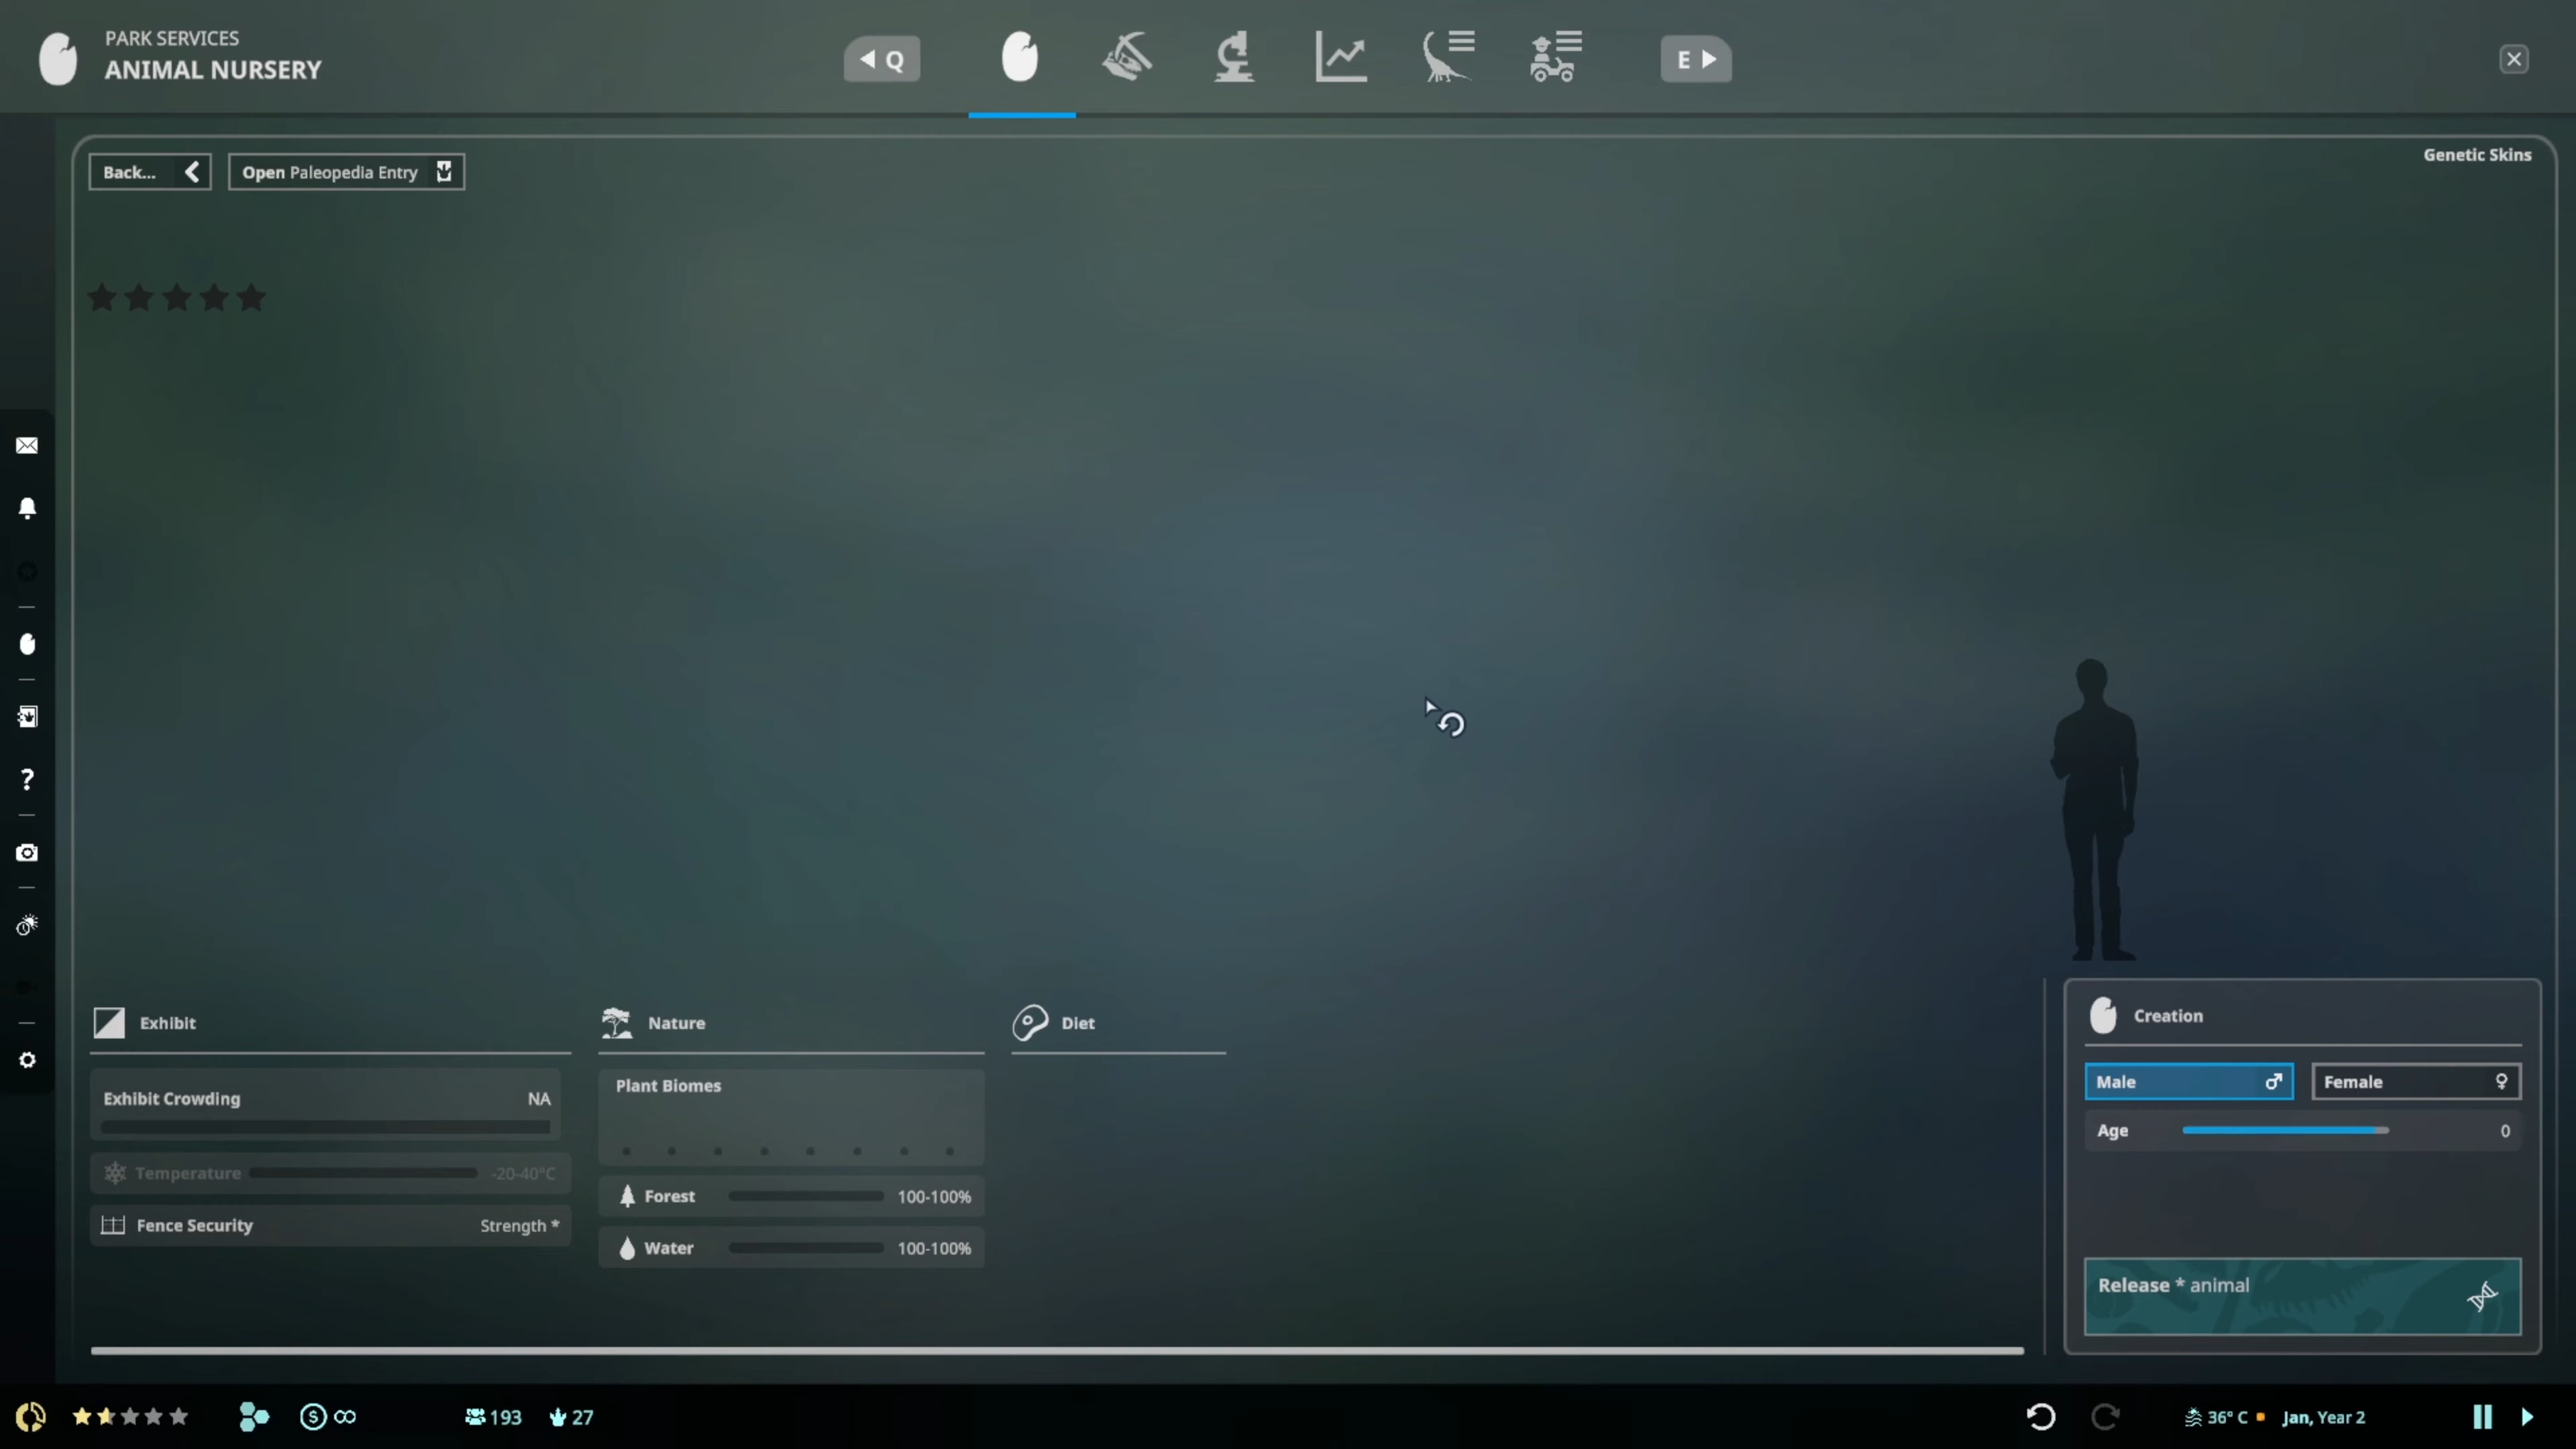 PARK SERVICES
ANIMAL NURSERY
Q
E
Back...
Open Paleopedia Entry
Genetic Skins
Exhibit
Exhibit Crowding NA
Temperature -20-40°C
Fence Security Strength *
Nature
Plant Biomes
Forest 100-100%
Water 100-100%
Diet
Creation
Male ♂ Female ♀
Age 0
Release * animal
$ ∞ 193 27 36° C Jan, Year 2